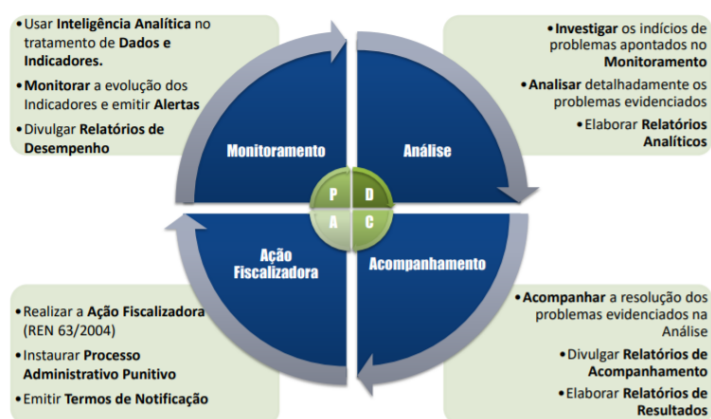 •Usar Inteligência Analítica no
tratamento de Dados e
Indicadores.
•Monitorar a evolução dos
Indicadores e emitir Alertas
•Divulgar Relatórios de
Desempenho
•Investigar os indícios de
problemas apontados no
Monitoramento
•Analisar detalhadamente os
problemas evidenciados
•Elaborar Relatórios
Analíticos
Monitoramento
Análise
P
D
A
C
Ação
Fiscalizadora
Acompanhamento
•Realizar a Ação Fiscalizadora
(REN 63/2004)
•Instaurar Processo
Administrativo Punitivo
•Emitir Termos de Notificação
•Acompanhar a resolução dos
problemas evidenciados na
Análise
•Divulgar Relatórios de
Acompanhamento
•Elaborar Relatórios de
Resultados